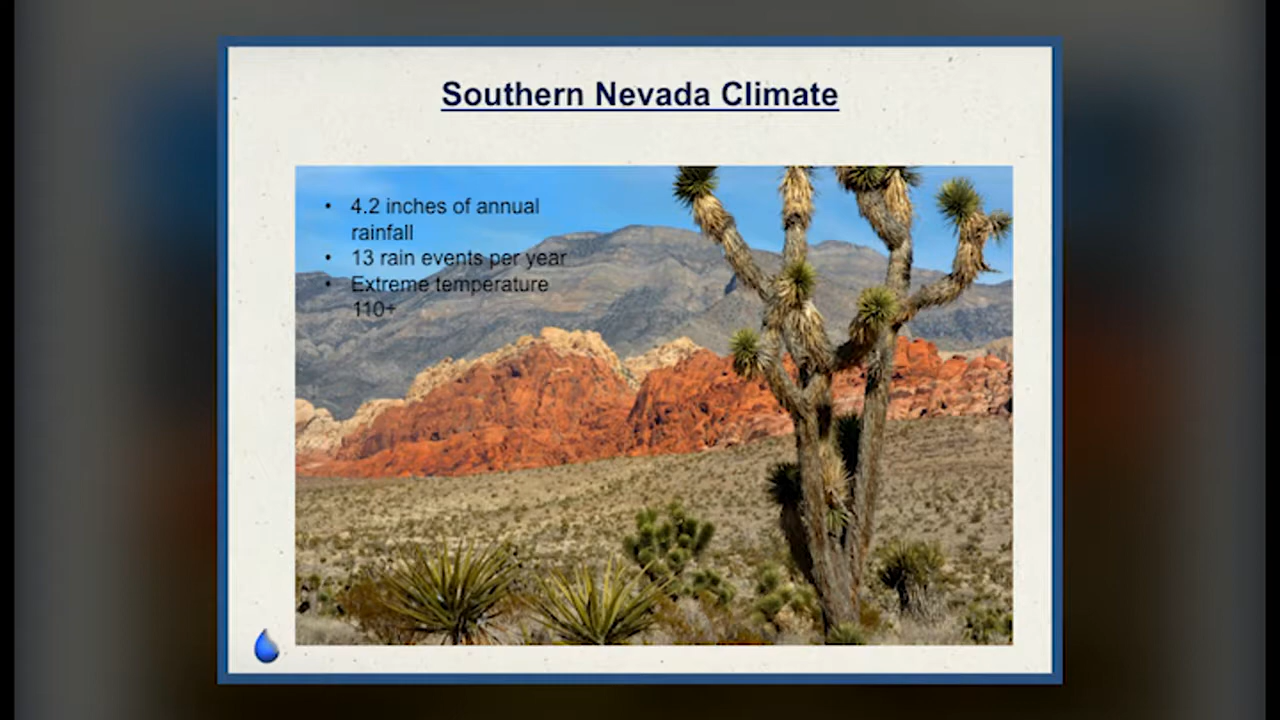 Southern Nevada Climate
• 4.2 inches of annual
rainfall
• 13 rain events per year
• Extreme temperature
110+